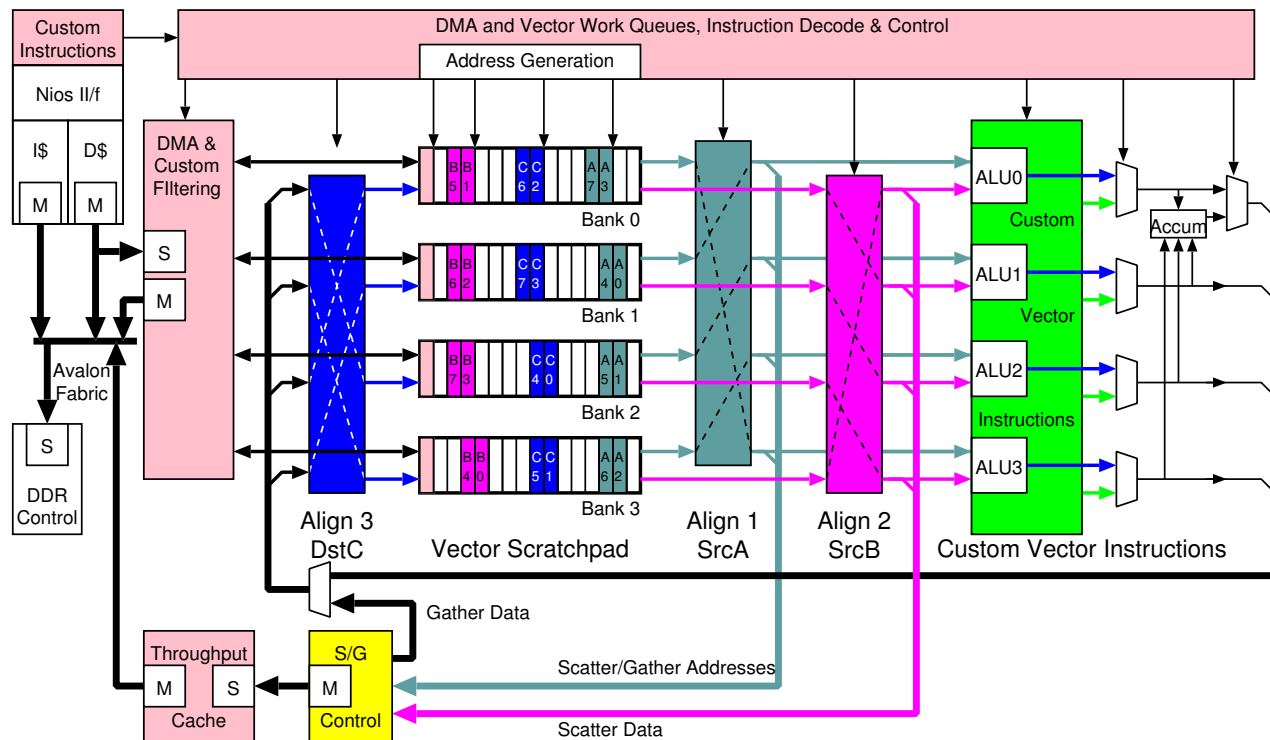 Custom
Instructions
DMA and Vector Work Queues, Instruction Decode & Control
Address Generation
Nios II/f
I$
D$
M
M
DMA &
Custom
FIltering
S
M
Avalon
Fabric
S
DDR
Control
B B
5 1
C C
6 2
A A
7 3
Bank 0
B B
6 2
C C
7 3
A A
4 0
Bank 1
B B
7 3
C C
4 0
A A
5 1
Bank 2
B B
4 0
C C
5 1
A A
6 2
Bank 3
ALU0
Custom
ALU1
Vector
ALU2
Instructions
ALU3
Accum
Align 3
DstC
Vector Scratchpad
Align 1
SrcA
Align 2
SrcB
Custom Vector Instructions
Gather Data
Throughput
M
S
Cache
S/G
M
Control
Scatter/Gather Addresses
Scatter Data